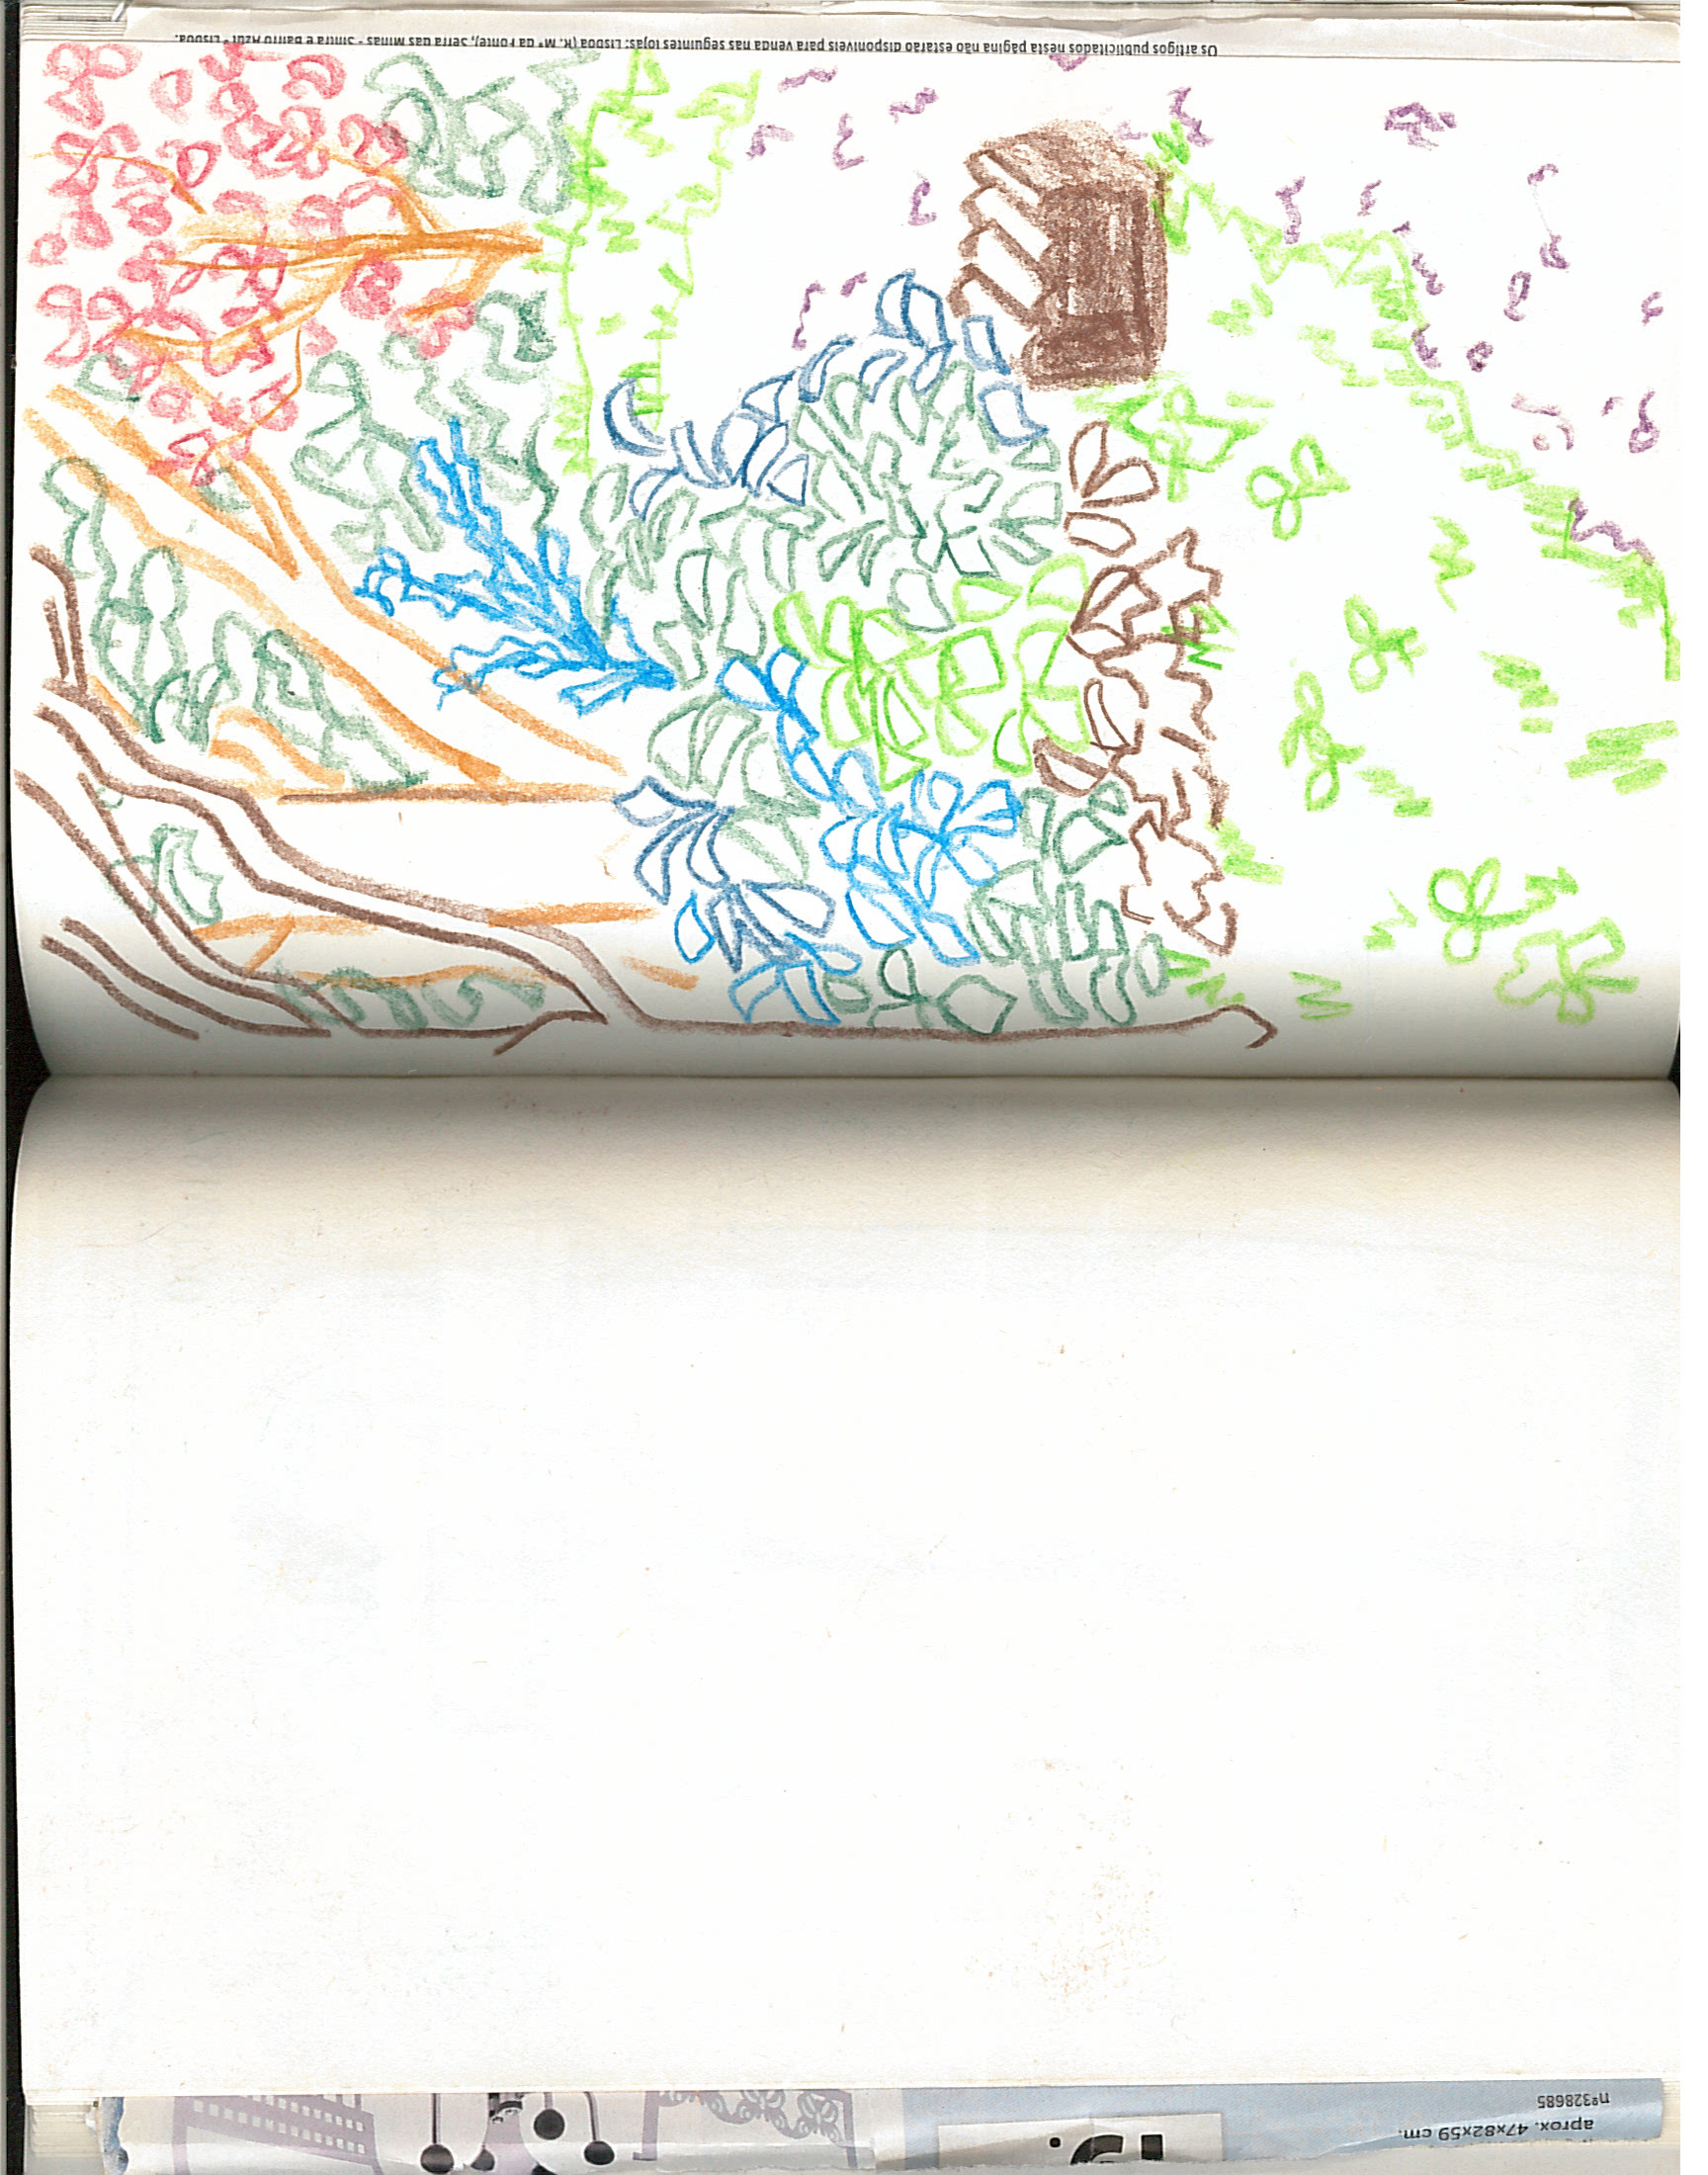 aprox. 47x82x59 cm.
nº328685
Os artigos publicitados nesta página não estarão disponíveis para venda nas seguintes lojas: Lisboa (R. Mª da Fonte), Serra das Minas - Sintra e Bairro Azul - Lisboa.